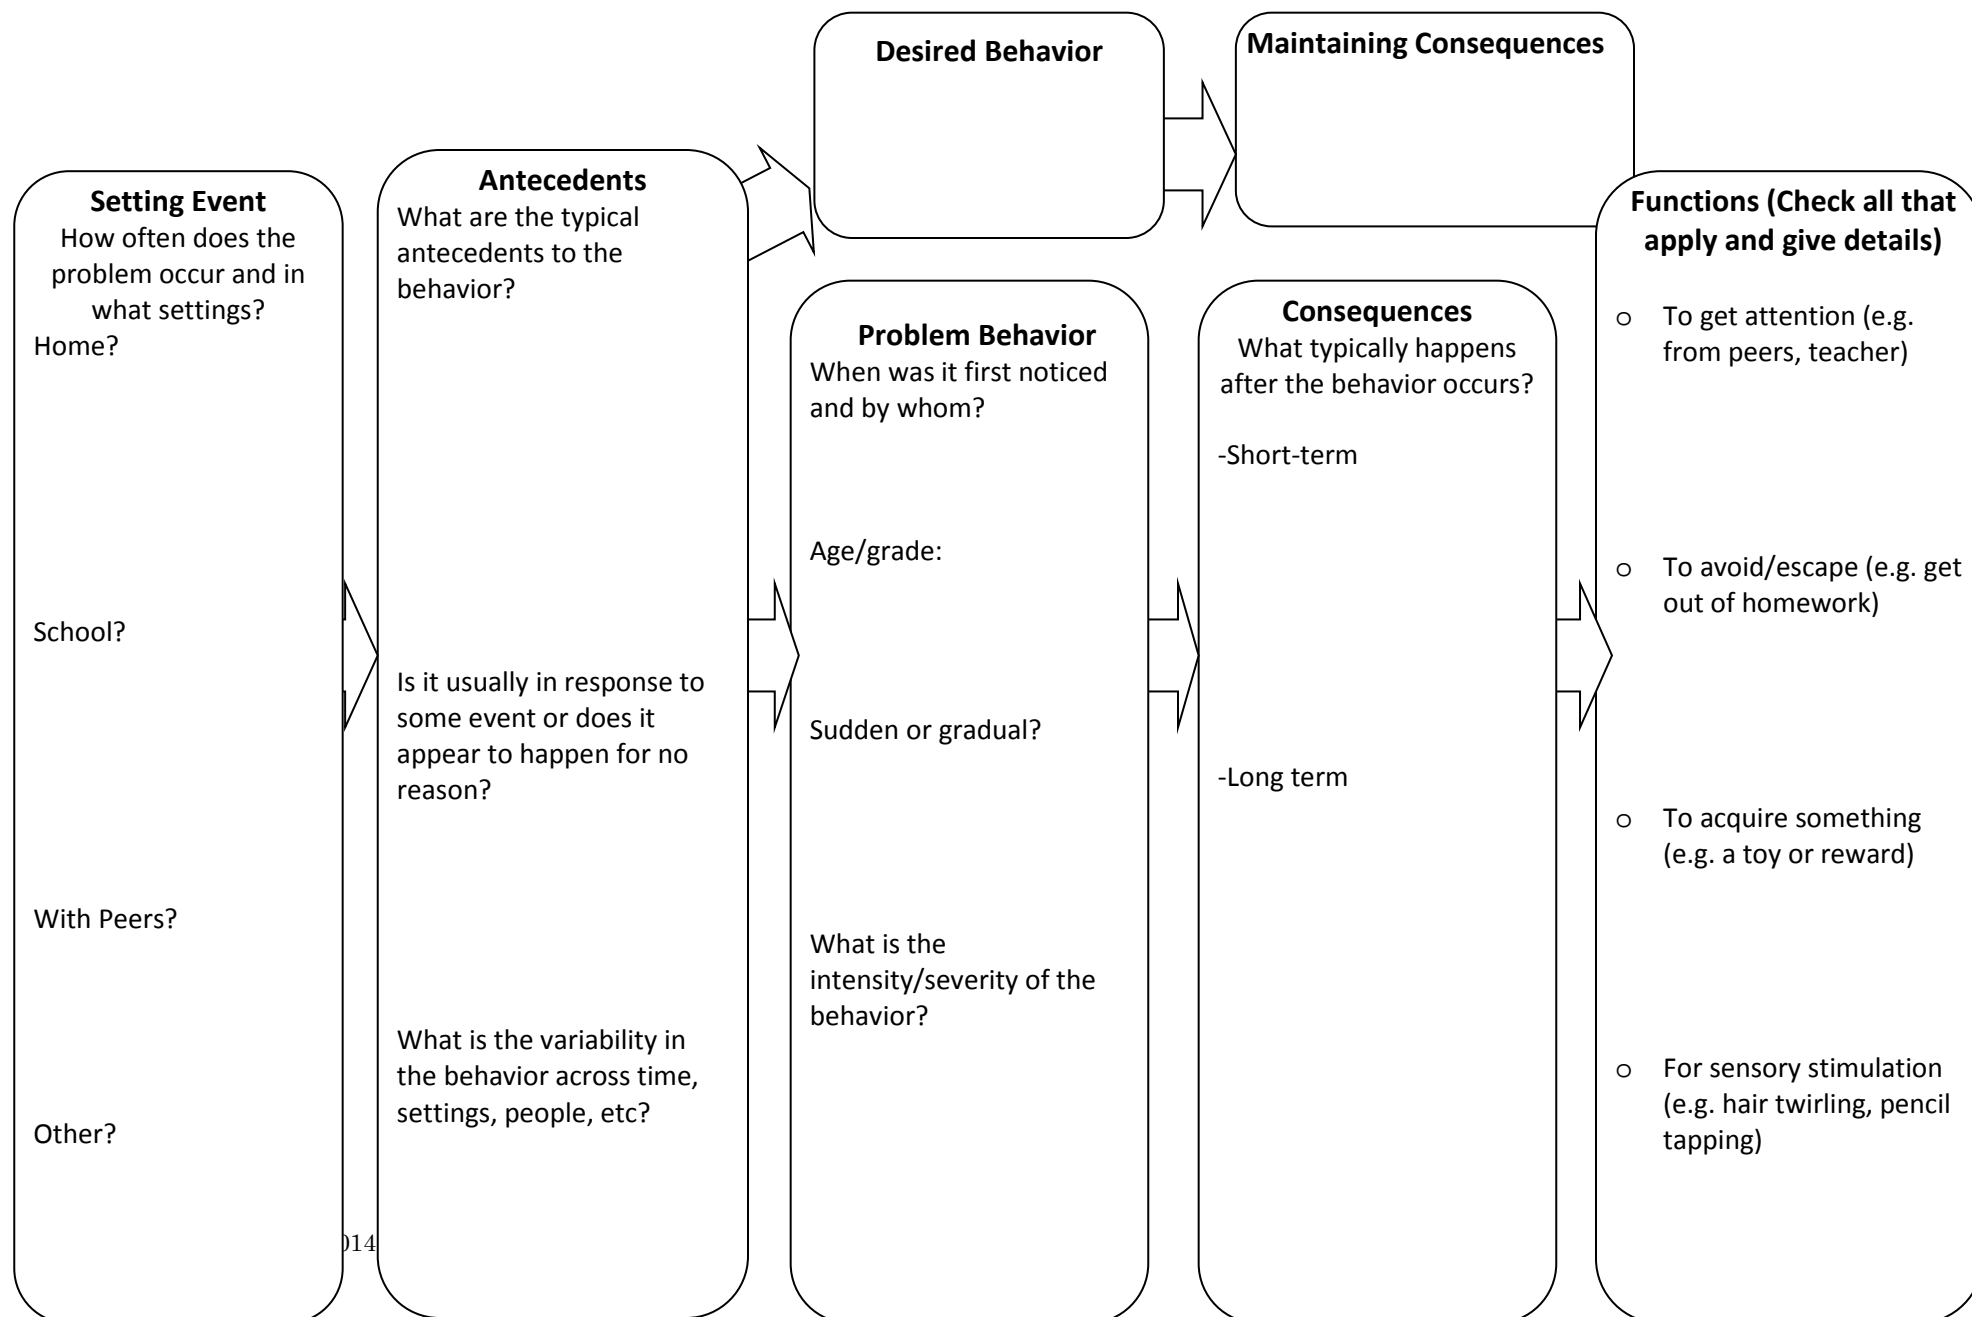 Desired Behavior
Maintaining Consequences
Setting Event
How often does the
problem occur and in
what settings?
Home?
School?
With Peers?
Other?
Antecedents
What are the typical
antecedents to the
behavior?
Is it usually in response to
some event or does it
appear to happen for no
reason?
What is the variability in
the behavior across time,
settings, people, etc?
Problem Behavior
When was it first noticed
and by whom?
Age/grade:
Sudden or gradual?
What is the
intensity/severity of the
behavior?
Consequences
What typically happens
after the behavior occurs?
-Short-term
-Long term
Functions (Check all that
apply and give details)
o To get attention (e.g.
from peers, teacher)
o To avoid/escape (e.g. get
out of homework)
o To acquire something
(e.g. a toy or reward)
o For sensory stimulation
(e.g. hair twirling, pencil
tapping)